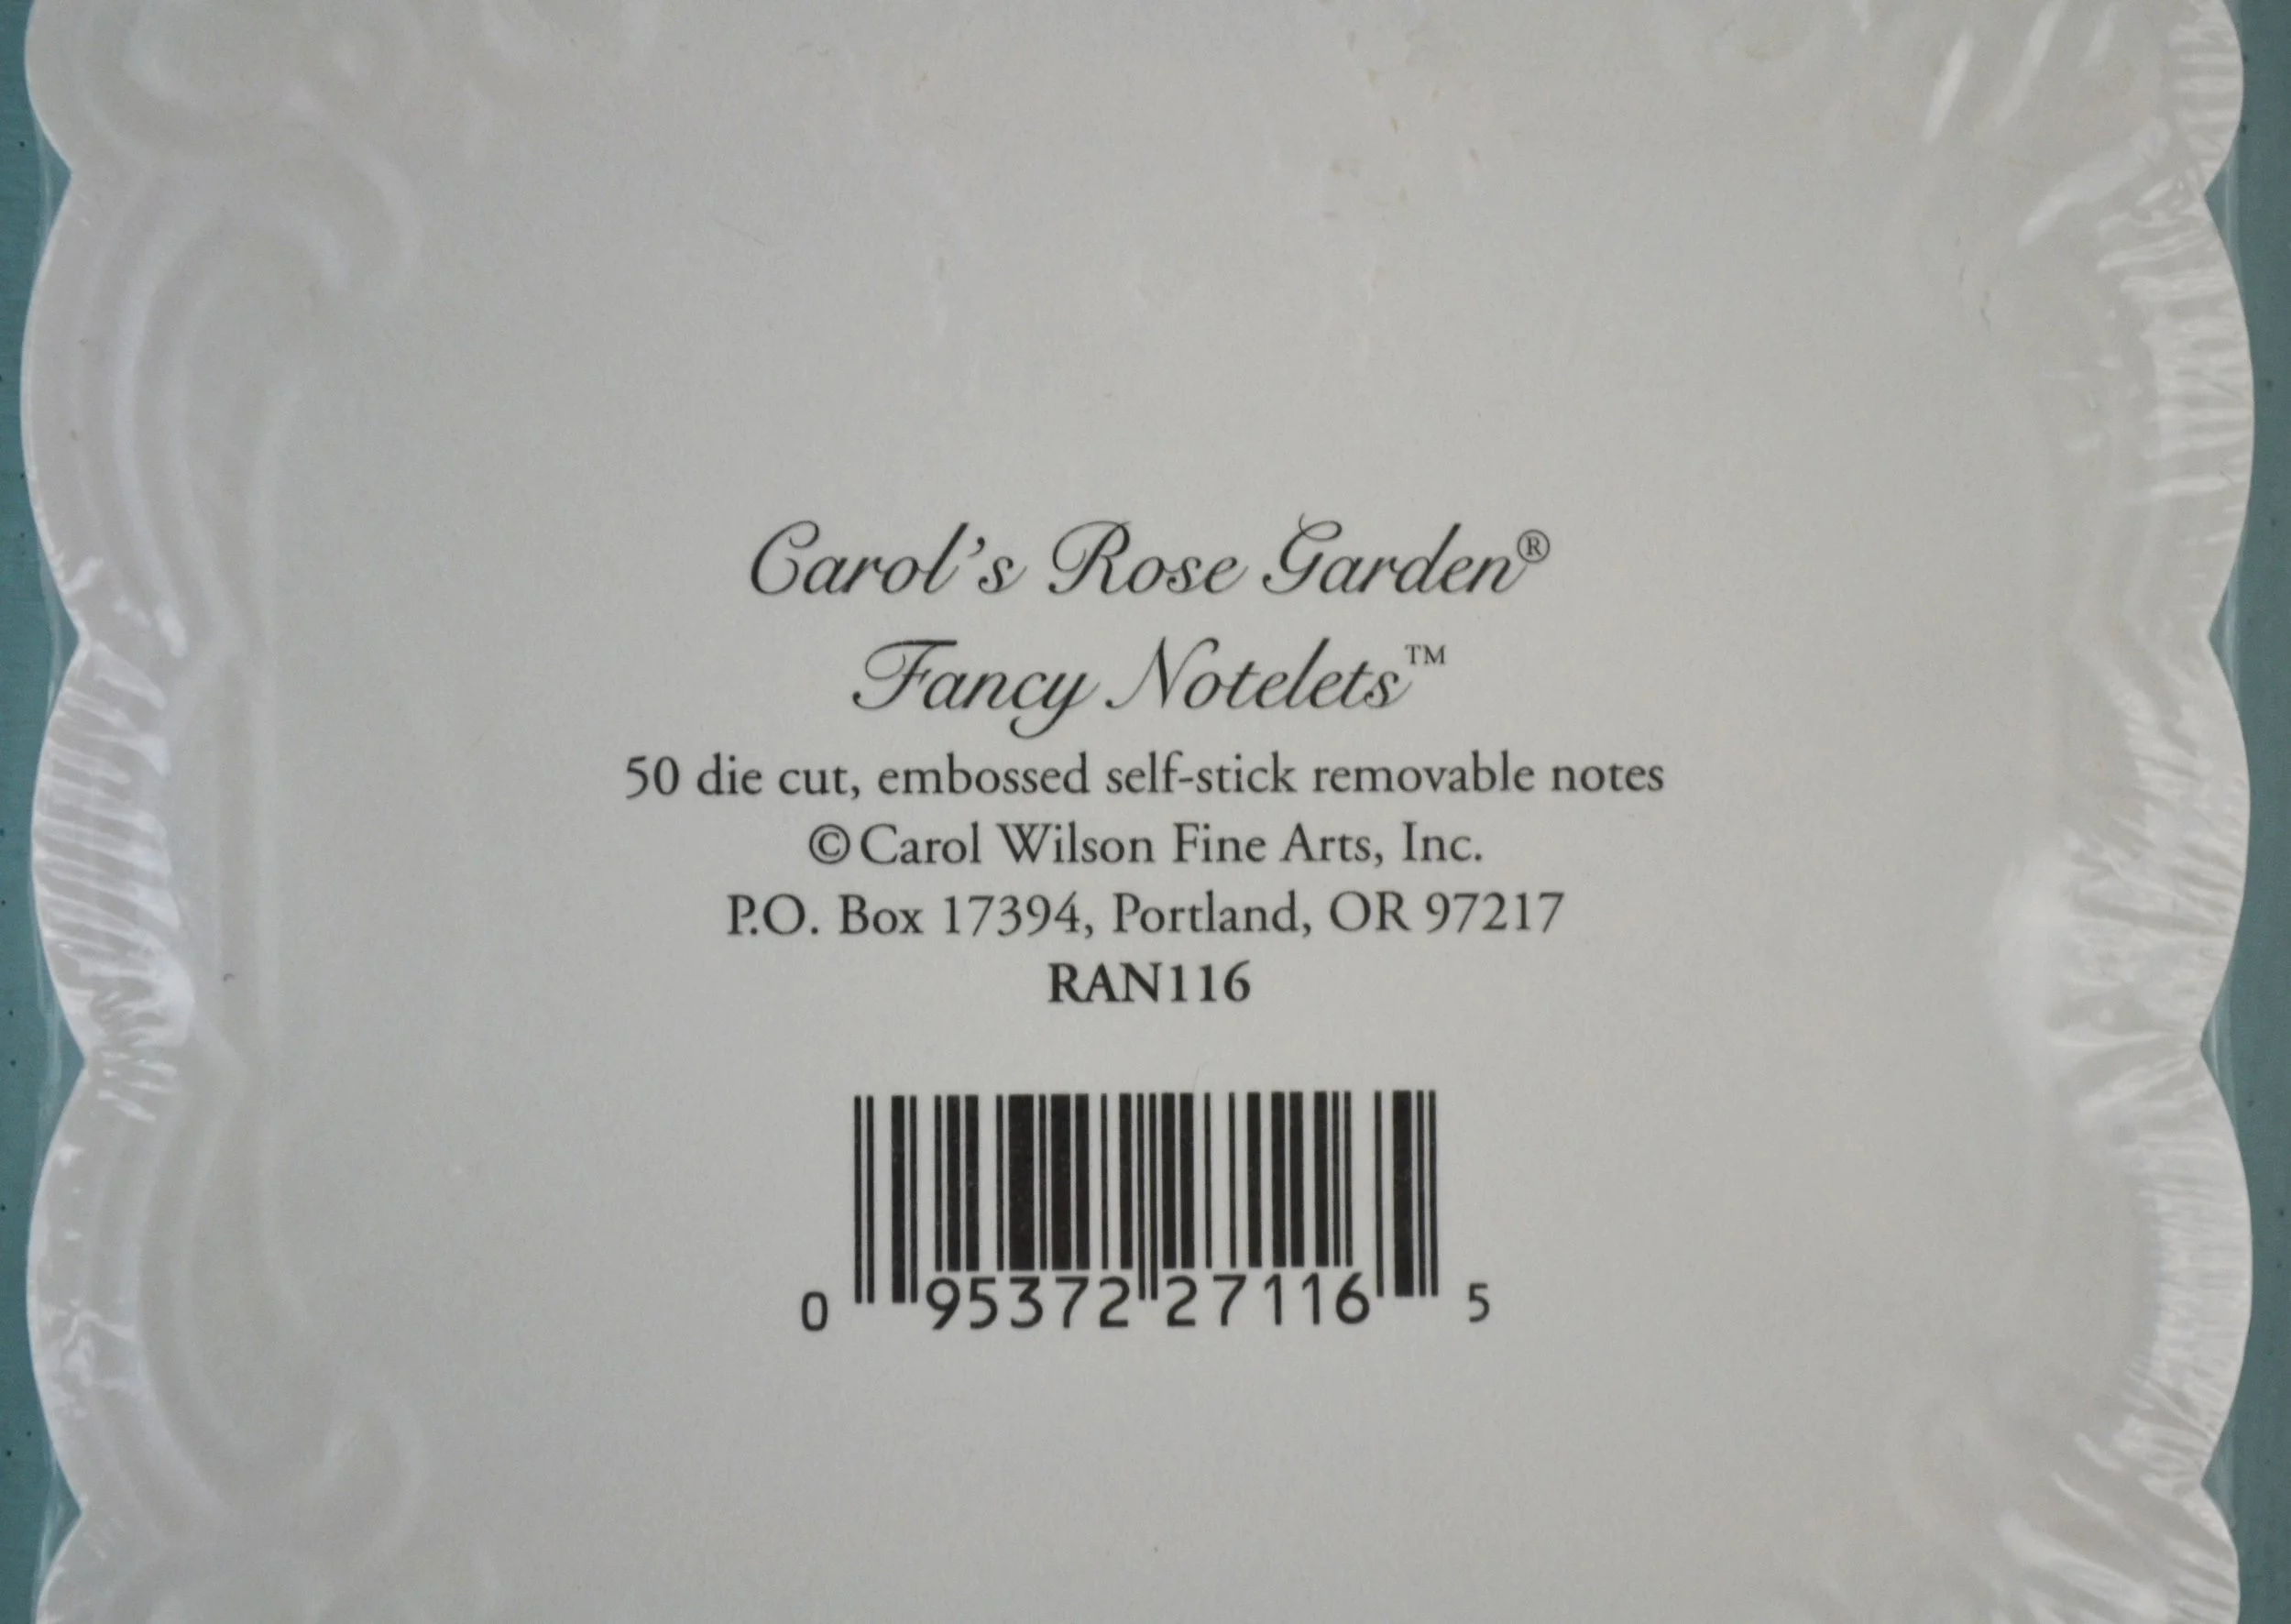 Carol's Rose Garden®
Fancy Notelets™
50 die cut, embossed self-stick removable notes
©Carol Wilson Fine Arts, Inc.
P.O. Box 17394, Portland, OR 97217
RAN116
0 95372 27116 5